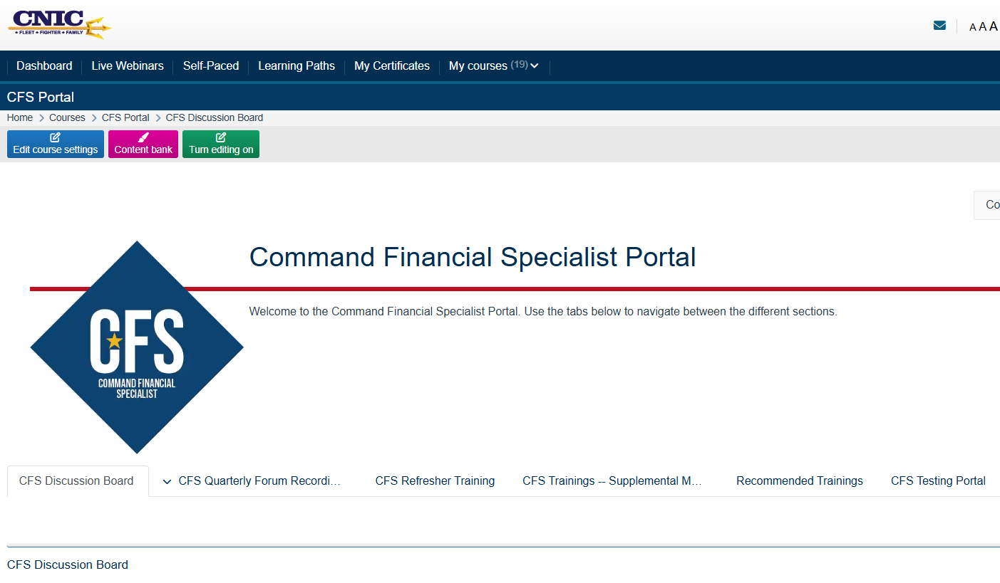 CNIC
★ FLEET ★ FIGHTER ★ FAMILY
A A A
Dashboard Live Webinars Self-Paced Learning Paths My Certificates My courses (19)
CFS Portal
Home > Courses > CFS Portal > CFS Discussion Board
Edit course settings Content bank Turn editing on
Co
Command Financial Specialist Portal
Welcome to the Command Financial Specialist Portal. Use the tabs below to navigate between the different sections.
CFS
COMMAND FINANCIAL
SPECIALIST
CFS Discussion Board CFS Quarterly Forum Recordi... CFS Refresher Training CFS Trainings -- Supplemental M... Recommended Trainings CFS Testing Portal
CFS Discussion Board